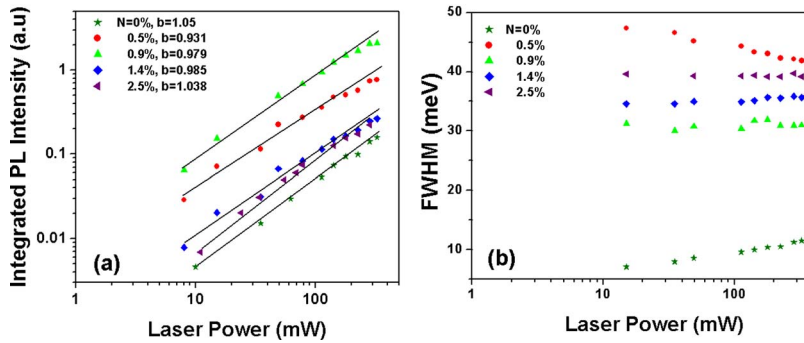 N=0%, b=1.05
0.5%, b=0.931
0.9%, b=0.979
1.4%, b=0.985
2.5%, b=1.038
1
0.1
0.01
Integrated PL Intensity (a.u)
(a)
1
10
100
Laser Power (mW)
N=0%
0.5%
0.9%
1.4%
2.5%
50
40
30
20
10
FWHM (meV)
(b)
1
10
100
Laser Power (mW)